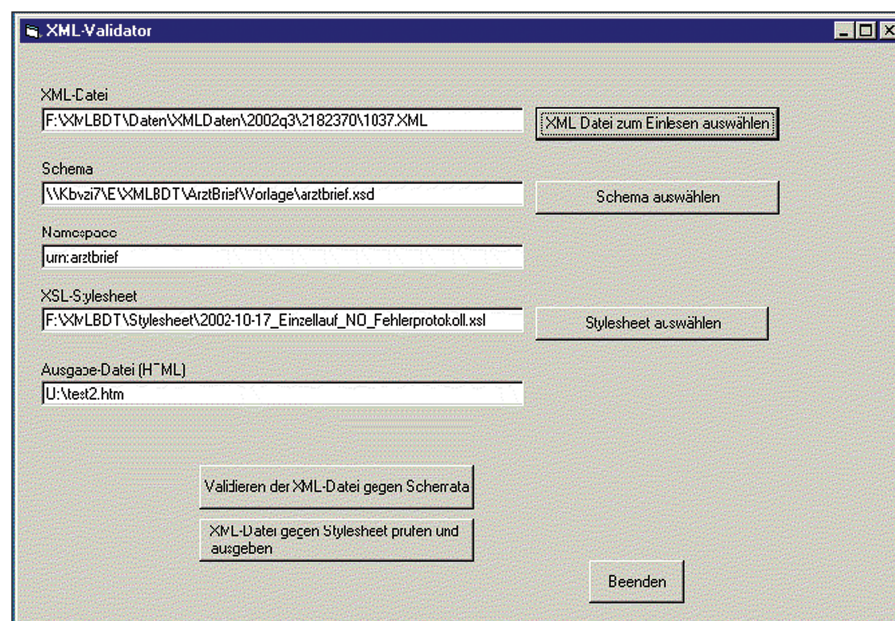 XML-Validator
XML-Datei
F:\XMLBDT\Daten\XMLDaten\2002q3\2182370\1037.XML
XML Datei zum Einlesen auswählen
Schema
\\Kbvzi7\E\XMLBDT\ArztBrief\Vorlage\arztbrief.xsd
Schema auswählen
Namespace
urn:arztbrief
XSL-Stylesheet
F:\XMLBDT\Stylesheet\2002-10-17_Einzellauf_NO_Fehlerprotokoll.xsl
Stylesheet auswählen
Ausgabe-Datei (HTML)
U:\test2.htm
Validieren der XML-Datei gegen Schemata
XML-Datei gegen Stylesheet prüfen und
ausgeben
Beenden